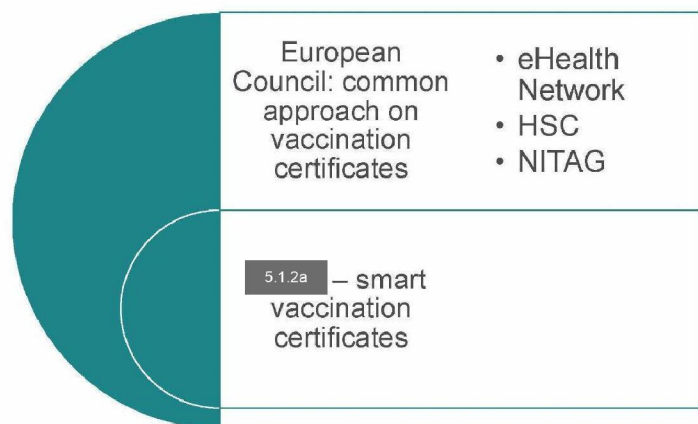 European
Council: common
approach on
vaccination
certificates
• eHealth
Network
• HSC
• NITAG
5.1.2a – smart
vaccination
certificates